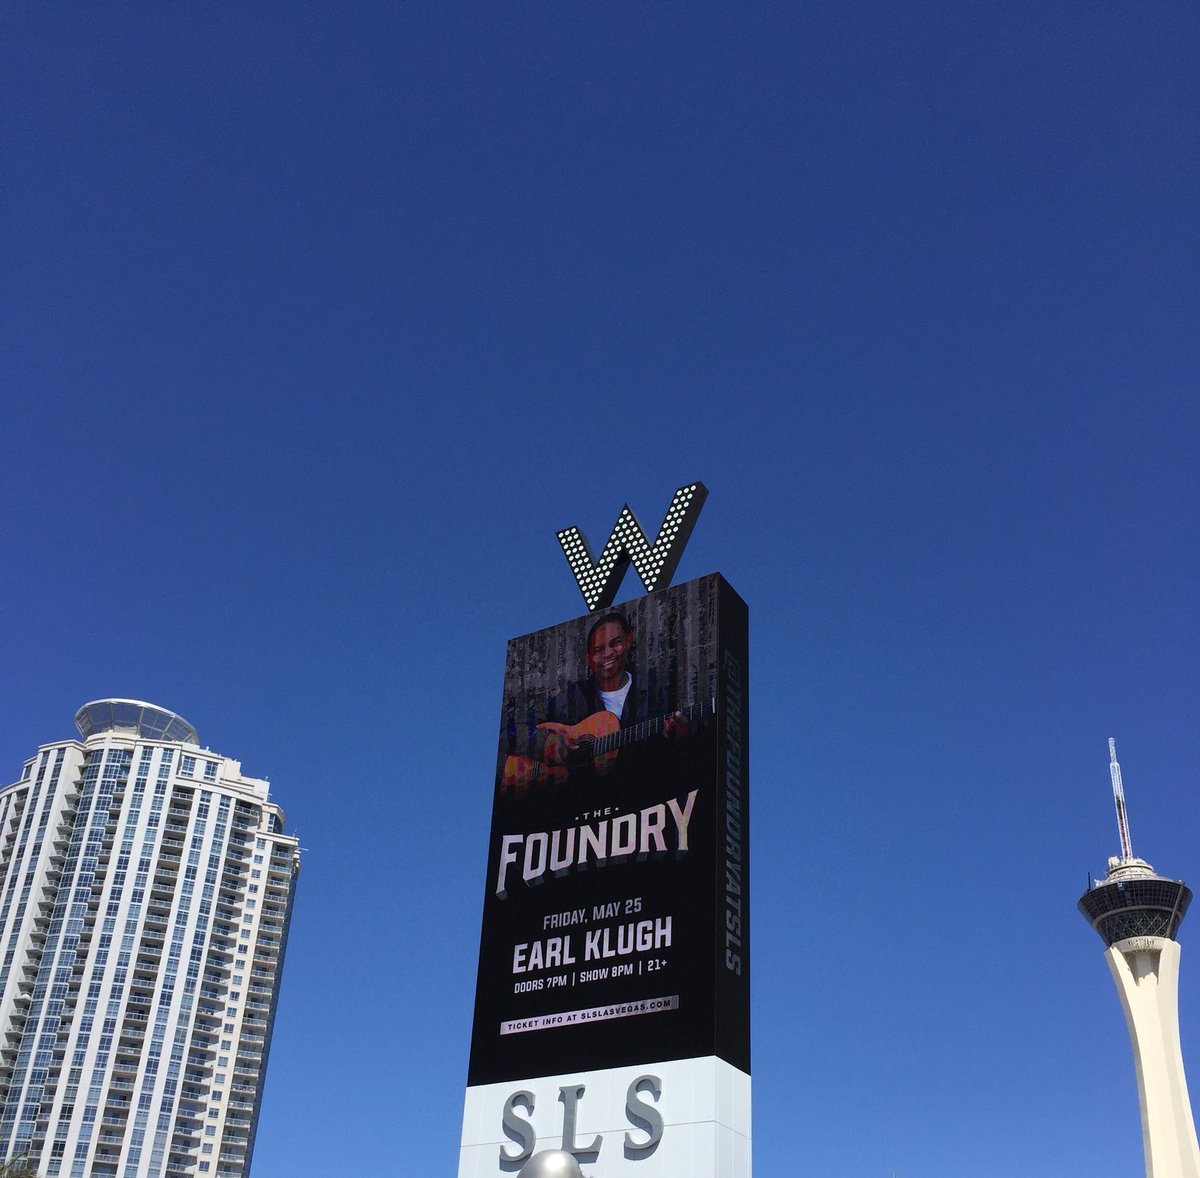 W
• THE •
FOUNDRY
FRIDAY, MAY 25
EARL KLUGH
DOORS 7PM | SHOW 8PM | 21+
TICKET INFO AT SLSLASVEGAS.COM
@THEFOUNDRYATSLS
SLS